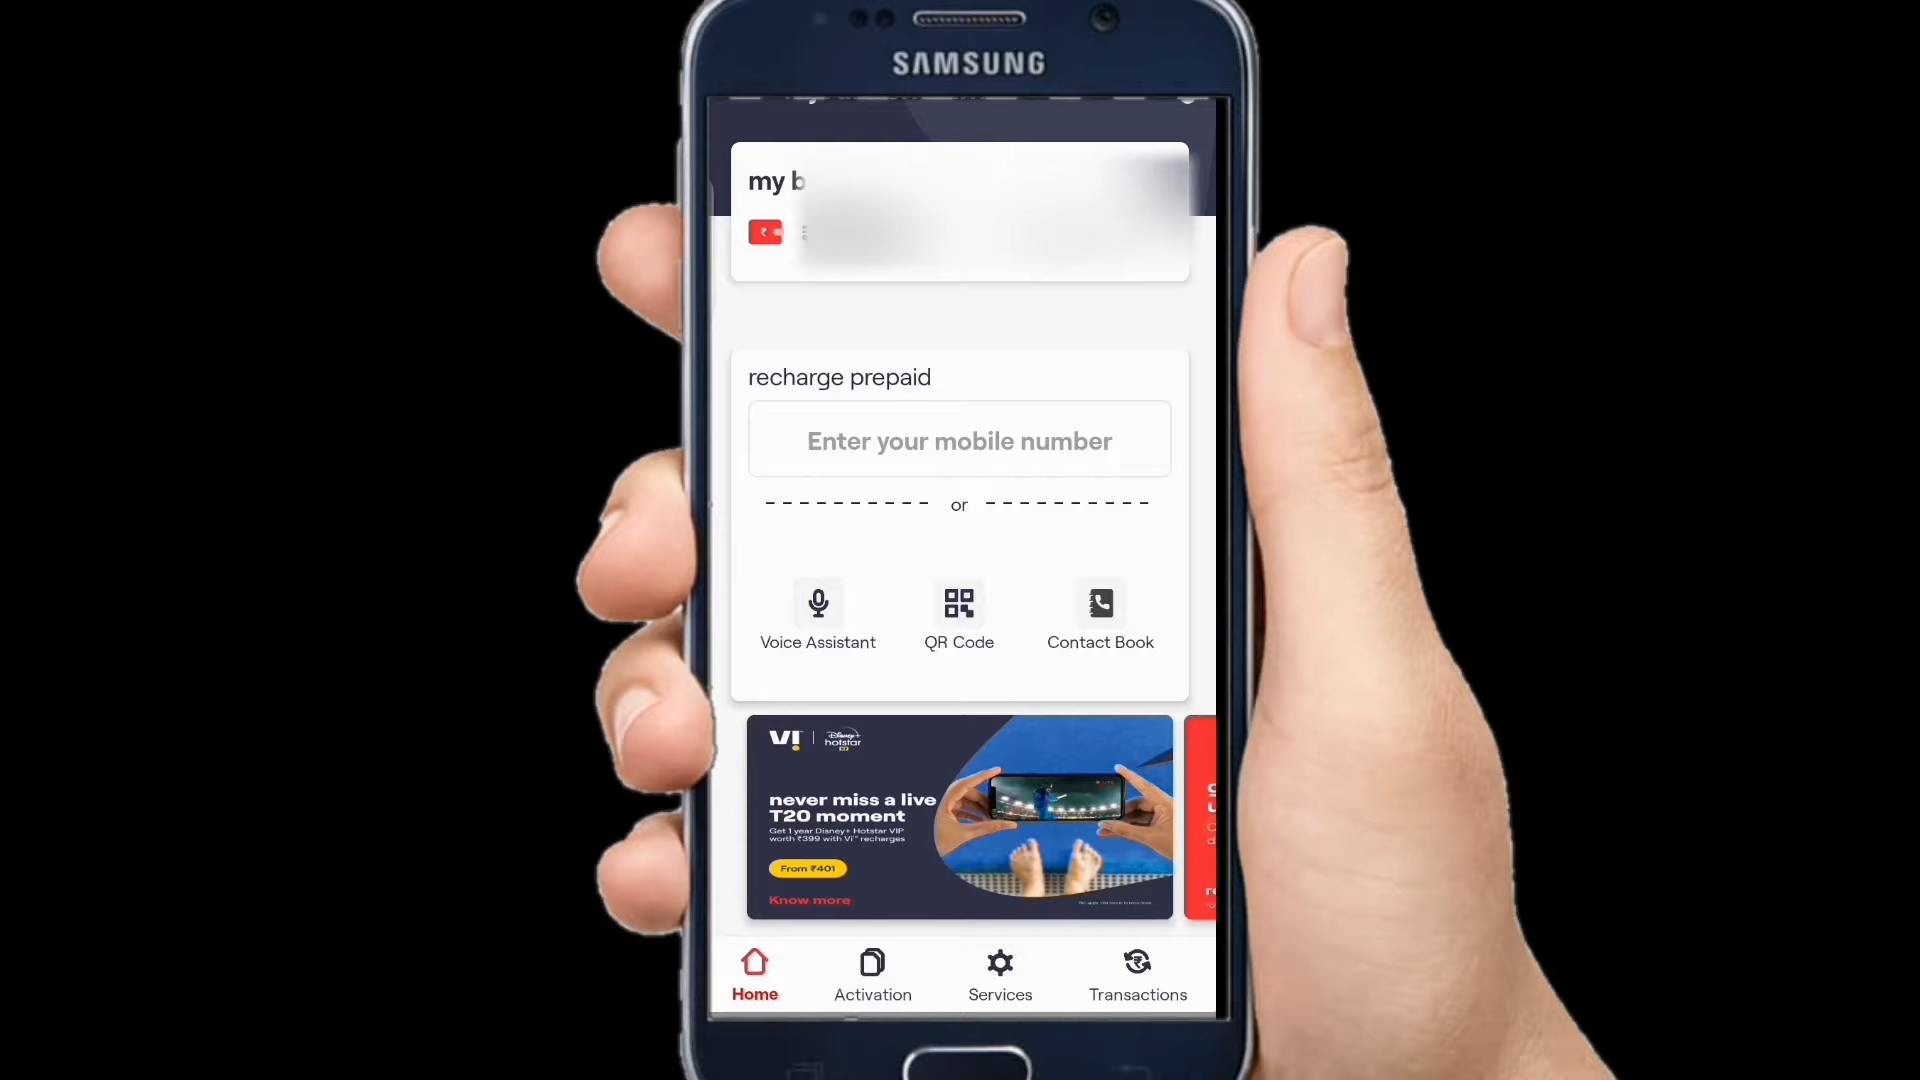 SAMSUNG
my b
recharge prepaid
Enter your mobile number
or
Voice Assistant
QR Code
Contact Book
VI
Disney+
hotstar
never miss a live
T20 moment
Get 1 year Disney+ Hotstar VIP
worth ₹399 with Vi™ recharges
From ₹401
Know more
Home
Activation
Services
Transactions